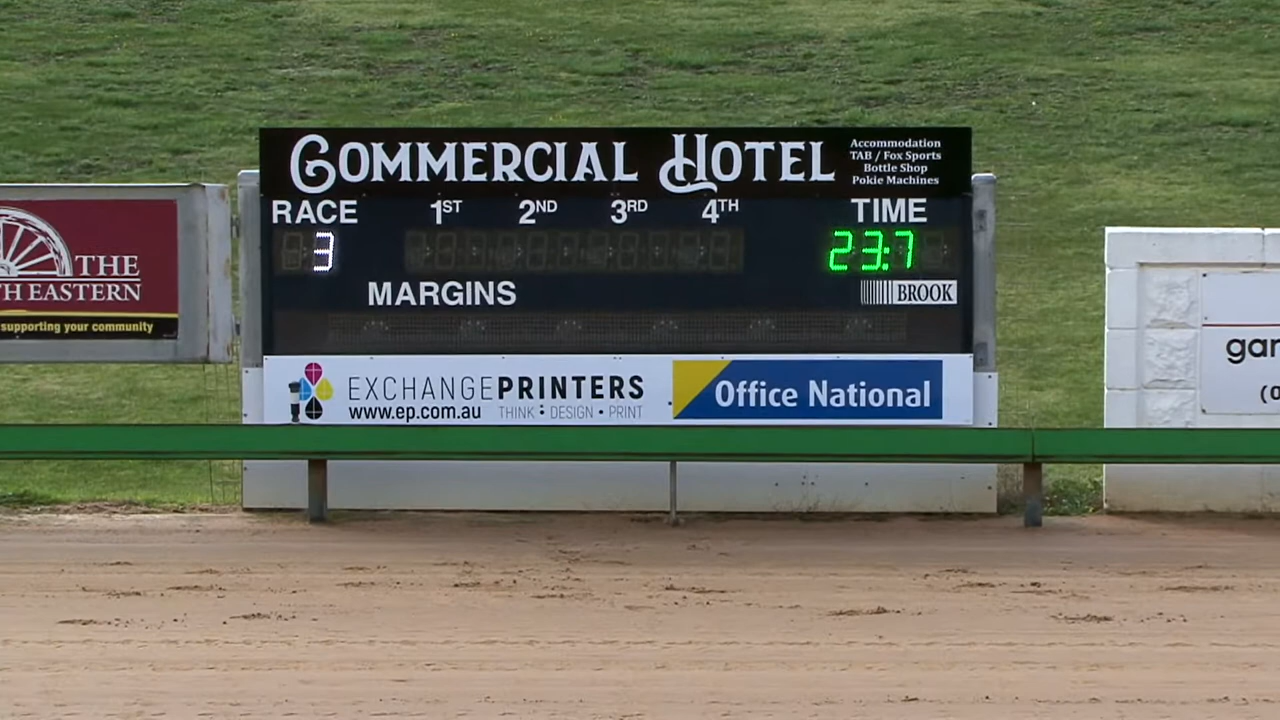 COMMERCIAL HOTEL
Accommodation
TAB / Fox Sports
Bottle Shop
Pokie Machines
RACE 1ST 2ND 3RD 4TH TIME
3 23:7
MARGINS
BROOK
EXCHANGEPRINTERS
www.ep.com.au THINK : DESIGN • PRINT
Office National
THE
EASTERN
supporting your community